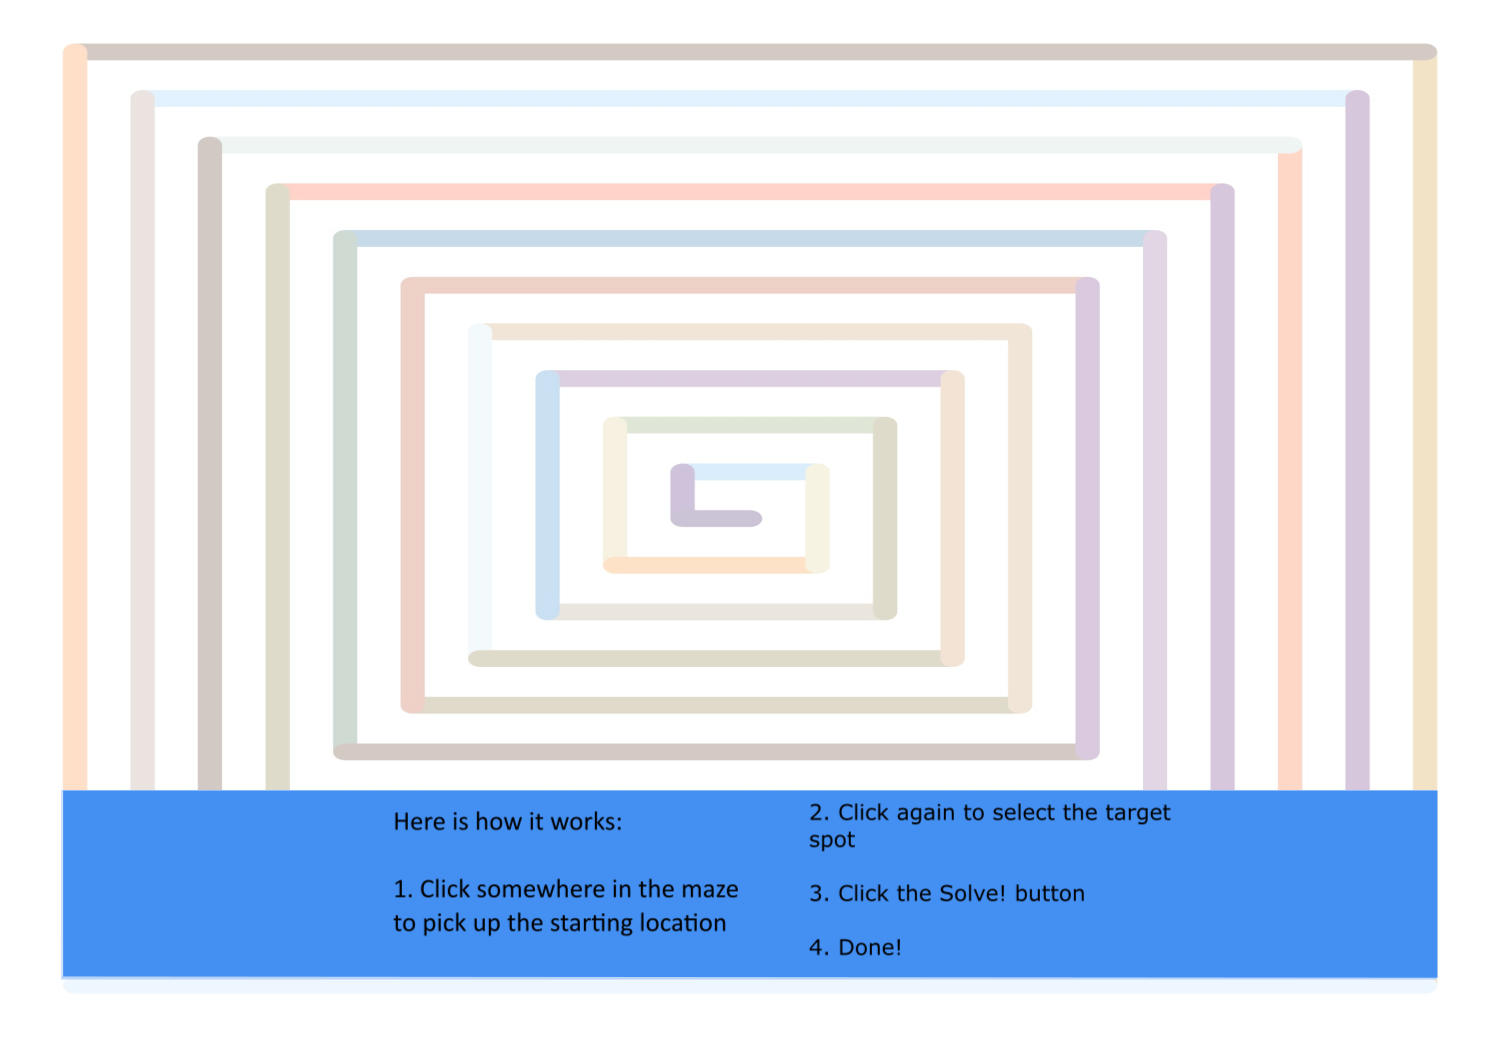 Here is how it works:
1. Click somewhere in the maze
to pick up the starting location
2. Click again to select the target
spot
3. Click the Solve! button
4. Done!